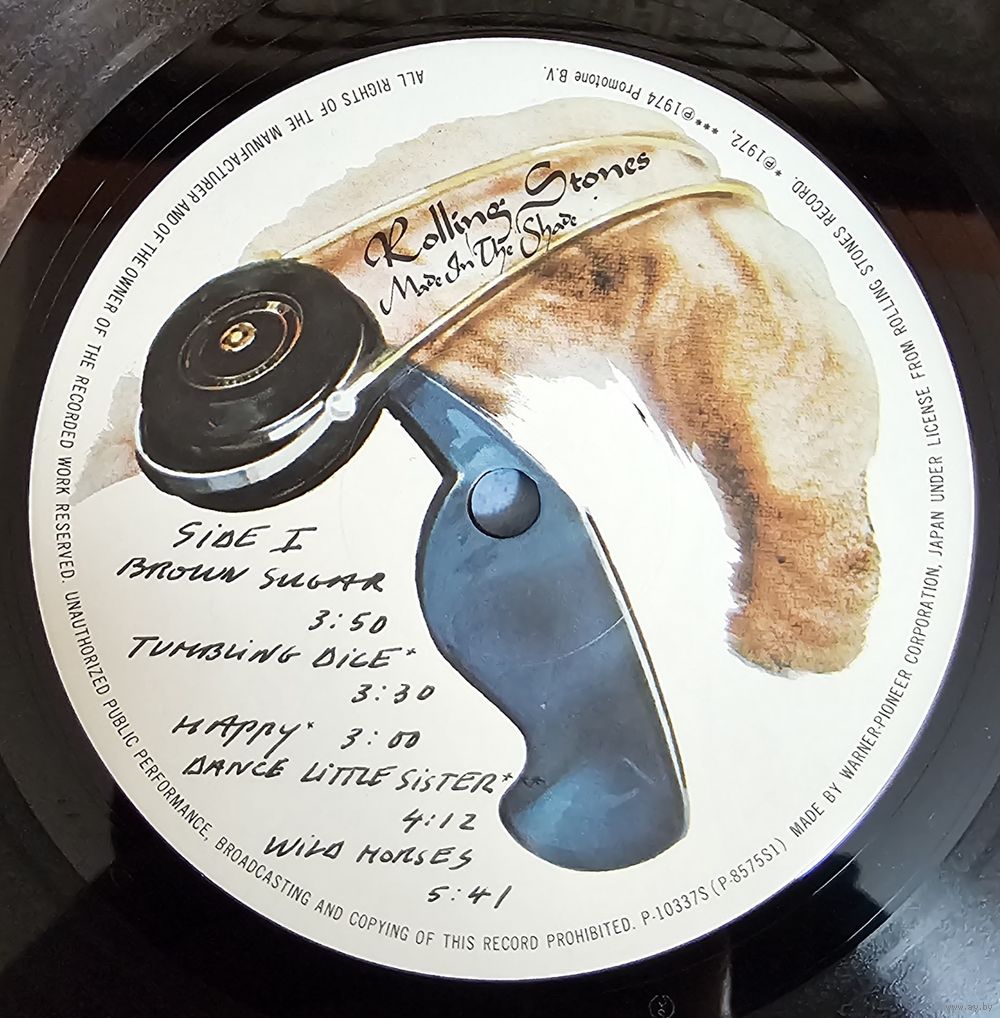 Rolling Stones
Made In The Shade
SIDE I
BROWN SUGAR
3:50
TUMBLING DICE*
3:30
HAPPY* 3:00
DANCE LITTLE SISTER**
4:12
WILD HORSES
5:41
ALL RIGHTS OF THE MANUFACTURER AND OF THE OWNER OF THE RECORDED WORK RESERVED. UNAUTHORIZED PUBLIC PERFORMANCE, BROADCASTING AND COPYING OF THIS RECORD PROHIBITED. P-10337S (P-8575S1) MADE BY WARNER-PIONEER CORPORATION, JAPAN UNDER LICENSE FROM ROLLING STONES RECORD. *℗1972, **℗1974 Promotone B.V.
www.ay.by